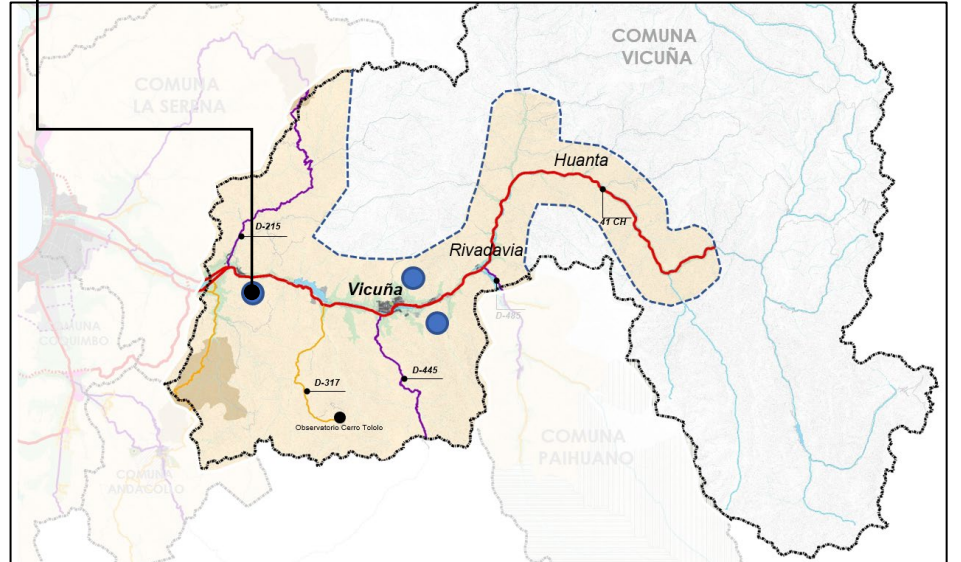 COMUNA
VICUÑA
COMUNA
LA SERENA
Huanta
41 CH
D-215
Rivadavia
Vicuña
D-485
COMUNA
COQUIMBO
D-317
D-445
Observatorio Cerro Tololo
COMUNA
PAIHUANO
COMUNA
ANDACOLLO